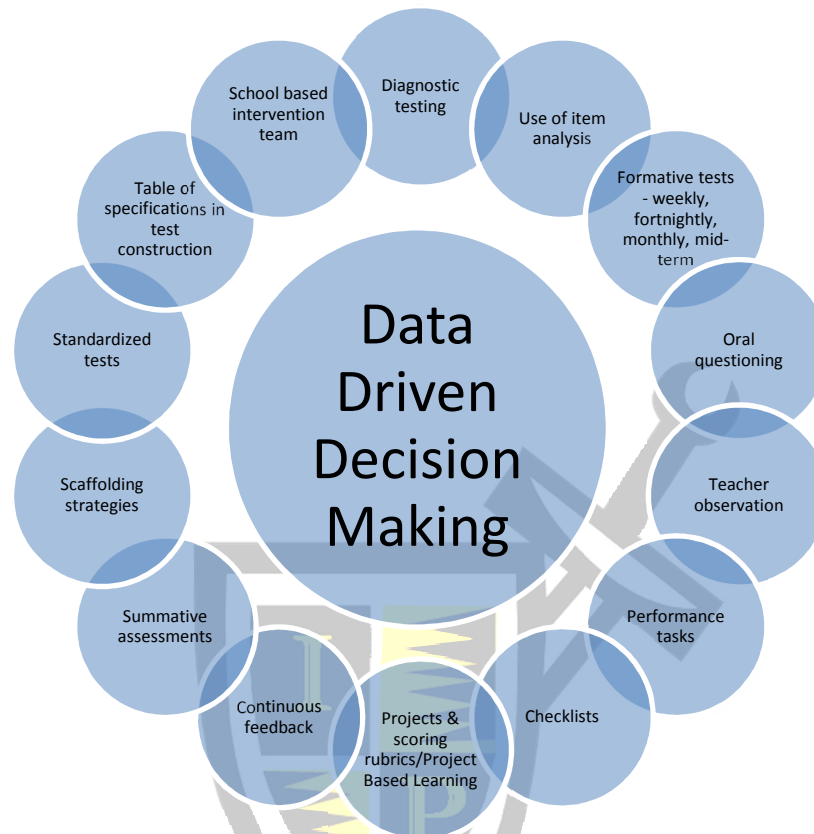 Data
Driven
Decision
Making
Diagnostic
testing
Use of item
analysis
Formative tests
- weekly,
fortnightly,
monthly, mid-
term
Oral
questioning
Teacher
observation
Performance
tasks
Checklists
Projects &
scoring
rubrics/Project
Based Learning
Continuous
feedback
Summative
assessments
Scaffolding
strategies
Standardized
tests
Table of
specifications in
test
construction
School based
intervention
team
I
P